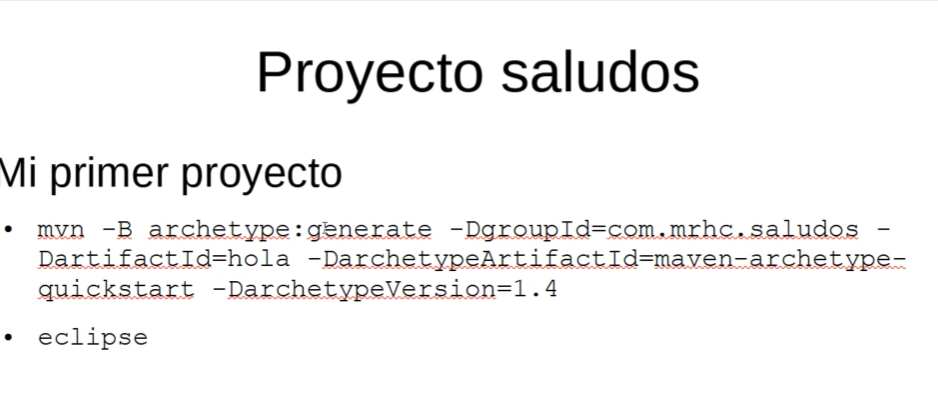 Proyecto saludos
Mi primer proyecto
• mvn -B archetype:generate -DgroupId=com.mrhc.saludos -
DartifactId=hola -DarchetypeArtifactId=maven-archetype-
quickstart -DarchetypeVersion=1.4
• eclipse